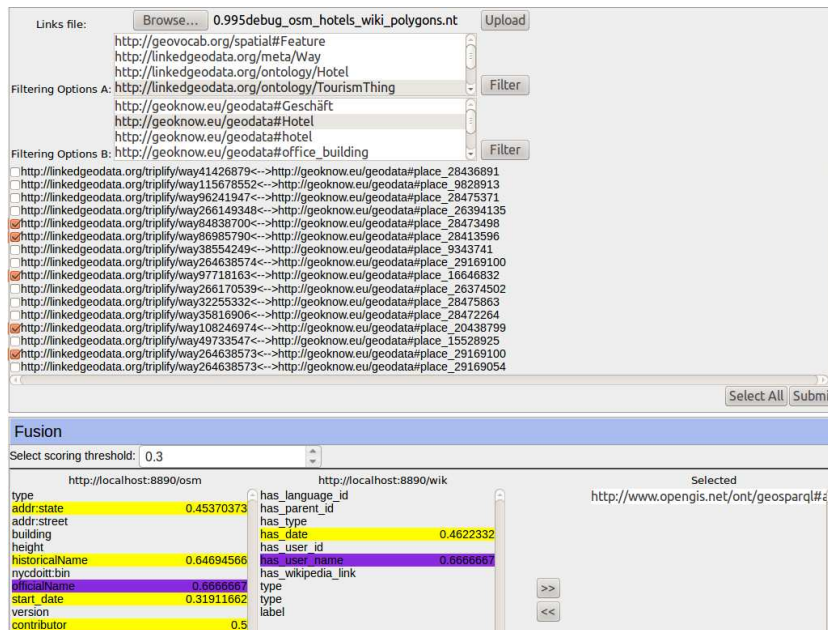 Links file: Browse... 0.995debug_osm_hotels_wiki_polygons.nt Upload
http://geovocab.org/spatial#Feature
http://linkedgeodata.org/meta/Way
http://linkedgeodata.org/ontology/Hotel
Filtering Options A: http://linkedgeodata.org/ontology/TourismThing Filter
http://geoknow.eu/geodata#Geschäft
http://geoknow.eu/geodata#Hotel
http://geoknow.eu/geodata#hotel
Filtering Options B: http://geoknow.eu/geodata#office_building Filter
http://linkedgeodata.org/triplify/way41426879<-->http://geoknow.eu/geodata#place_28436891
http://linkedgeodata.org/triplify/way115678552<-->http://geoknow.eu/geodata#place_9828913
http://linkedgeodata.org/triplify/way96241947<-->http://geoknow.eu/geodata#place_28475371
http://linkedgeodata.org/triplify/way266149348<-->http://geoknow.eu/geodata#place_26394135
http://linkedgeodata.org/triplify/way84838700<-->http://geoknow.eu/geodata#place_28473498
http://linkedgeodata.org/triplify/way86985790<-->http://geoknow.eu/geodata#place_28413596
http://linkedgeodata.org/triplify/way38554249<-->http://geoknow.eu/geodata#place_9343741
http://linkedgeodata.org/triplify/way264638574<-->http://geoknow.eu/geodata#place_29169100
http://linkedgeodata.org/triplify/way97718163<-->http://geoknow.eu/geodata#place_16646832
http://linkedgeodata.org/triplify/way266170539<-->http://geoknow.eu/geodata#place_26374502
http://linkedgeodata.org/triplify/way32255332<-->http://geoknow.eu/geodata#place_28475863
http://linkedgeodata.org/triplify/way35816906<-->http://geoknow.eu/geodata#place_28472264
http://linkedgeodata.org/triplify/way108246974<-->http://geoknow.eu/geodata#place_20438799
http://linkedgeodata.org/triplify/way49733547<-->http://geoknow.eu/geodata#place_15528925
http://linkedgeodata.org/triplify/way264638573<-->http://geoknow.eu/geodata#place_29169100
http://linkedgeodata.org/triplify/way264638573<-->http://geoknow.eu/geodata#place_29169054
Select All Submi
Fusion
Select scoring threshold: 0.3
http://localhost:8890/osm http://localhost:8890/wik Selected
type has_language_id http://www.opengis.net/ont/geosparql#a
addr:state 0.45370373 has_parent_id
addr:street has_type
building has_date 0.4622332
height has_user_id
historicalName 0.64694566 has_user_name 0.6666667
nycdoitt:bin has_wikipedia_link
officialName 0.6666667 type >>
start_date 0.31911662 type
version label <<
contributor 0.5